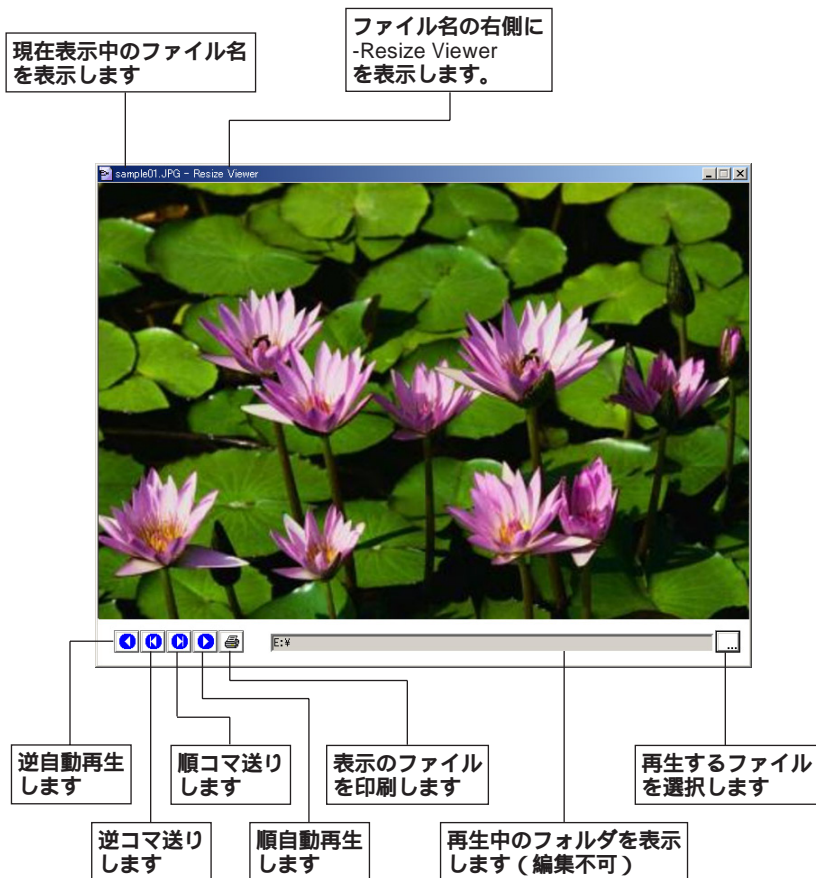 現在表示中のファイル名
を表示します
ファイル名の右側に
-Resize Viewer
を表示します。
sample01.JPG - Resize Viewer
E:¥
...
逆自動再生
します
順コマ送り
します
表示のファイル
を印刷します
再生するファイル
を選択します
逆コマ送り
します
順自動再生
します
再生中のフォルダを表示
します(編集不可)